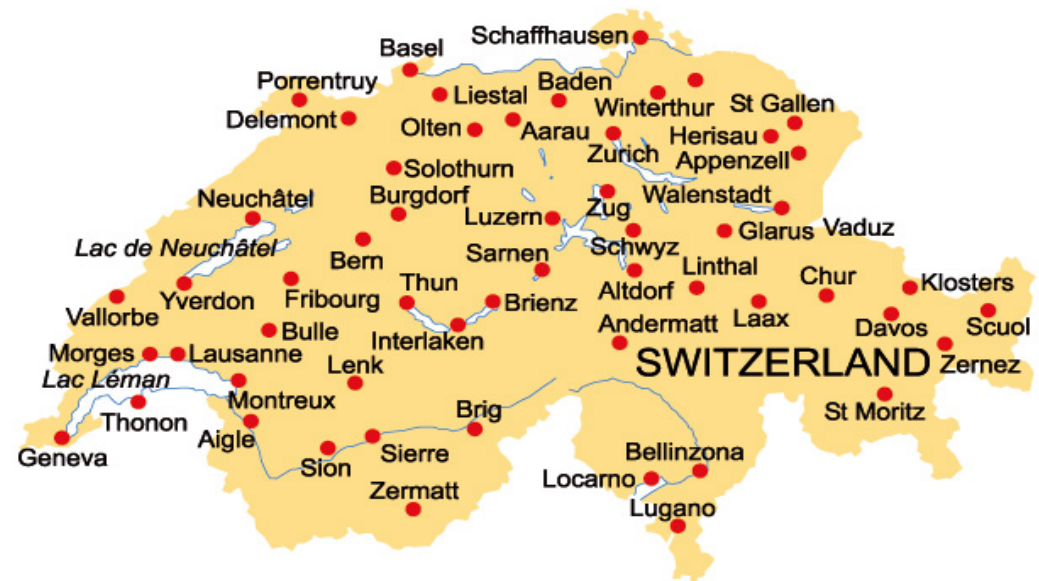 Schaffhausen
Basel
Porrentruy
Baden
Liestal
Winterthur
St Gallen
Delemont
Olten
Aarau
Herisau
Zurich
Appenzell
Solothurn
Burgdorf
Neuchâtel
Walenstadt
Zug
Luzern
Glarus
Vaduz
Lac de Neuchâtel
Schwyz
Bern
Sarnen
Linthal
Chur
Thun
Klosters
Yverdon
Fribourg
Brienz
Altdorf
Vallorbe
Laax
Scuol
Bulle
Interlaken
Andermatt
Davos
Morges
Lausanne
Lenk
SWITZERLAND
Zernez
Lac Léman
Montreux
Brig
St Moritz
Thonon
Aigle
Geneva
Sion
Sierre
Bellinzona
Locarno
Zermatt
Lugano